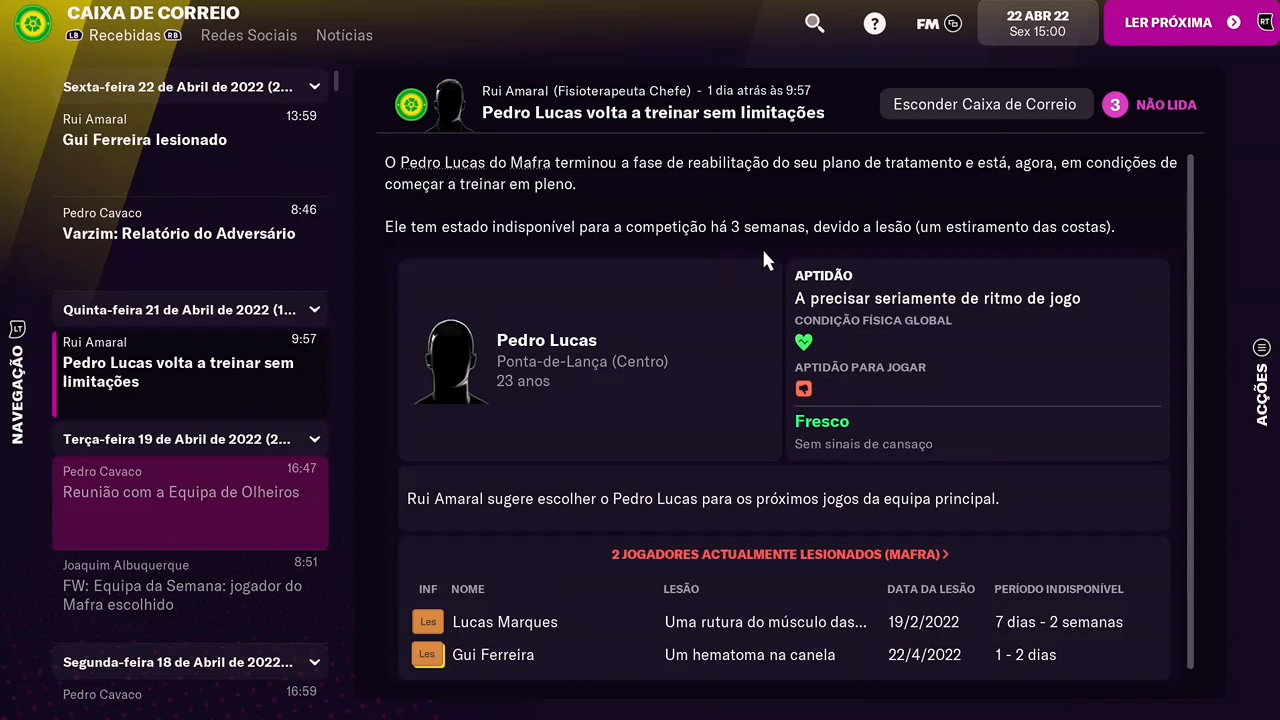 CAIXA DE CORREIO
LB Recebidas RB Redes Sociais Notícias
FM
22 ABR 22
Sex 15:00
LER PRÓXIMA
RT
LT
NAVEGAÇÃO
Sexta-feira 22 de Abril de 2022 (2...
Rui Amaral 13:59
Gui Ferreira lesionado
Pedro Cavaco 8:46
Varzim: Relatório do Adversário
Quinta-feira 21 de Abril de 2022 (1...
Rui Amaral 9:57
Pedro Lucas volta a treinar sem
limitações
Terça-feira 19 de Abril de 2022 (2...
Pedro Cavaco 16:47
Reunião com a Equipa de Olheiros
Joaquim Albuquerque 8:51
FW: Equipa da Semana: jogador do
Mafra escolhido
Segunda-feira 18 de Abril de 2022...
Pedro Cavaco 16:59
Rui Amaral (Fisioterapeuta Chefe) - 1 dia atrás às 9:57
Pedro Lucas volta a treinar sem limitações
Esconder Caixa de Correio
3 NÃO LIDA
O Pedro Lucas do Mafra terminou a fase de reabilitação do seu plano de tratamento e está, agora, em condições de
começar a treinar em pleno.
Ele tem estado indisponível para a competição há 3 semanas, devido a lesão (um estiramento das costas).
Pedro Lucas
Ponta-de-Lança (Centro)
23 anos
APTIDÃO
A precisar seriamente de ritmo de jogo
CONDIÇÃO FÍSICA GLOBAL
APTIDÃO PARA JOGAR
Fresco
Sem sinais de cansaço
Rui Amaral sugere escolher o Pedro Lucas para os próximos jogos da equipa principal.
2 JOGADORES ACTUALMENTE LESIONADOS (MAFRA)
INF NOME LESÃO DATA DA LESÃO PERÍODO INDISPONÍVEL
Les Lucas Marques Uma rutura do músculo das... 19/2/2022 7 dias - 2 semanas
Les Gui Ferreira Um hematoma na canela 22/4/2022 1 - 2 dias
ACÇÕES